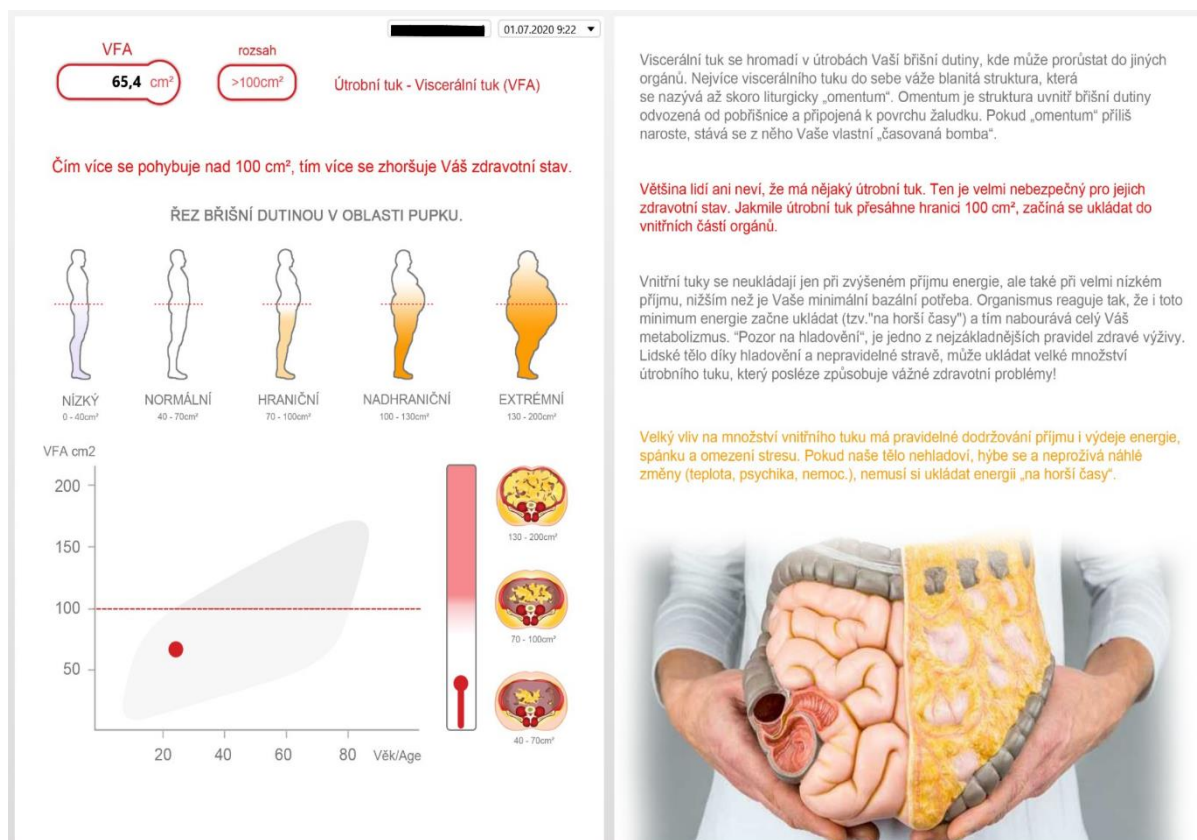 01.07.2020 9:22
VFA
rozsah
65,4 cm²
>100cm²
Útrobní tuk - Viscerální tuk (VFA)
Čím více se pohybuje nad 100 cm², tím více se zhoršuje Váš zdravotní stav.
ŘEZ BŘIŠNÍ DUTINOU V OBLASTI PUPKU.
NÍZKÝ
0 - 40cm²
NORMÁLNÍ
40 - 70cm²
HRANIČNÍ
70 - 100cm²
NADHRANIČNÍ
100 - 130cm²
EXTRÉMNÍ
130 - 200cm²
VFA cm2
200
150
100
50
20
40
60
80
Věk/Age
130 - 200cm²
70 - 100cm²
40 - 70cm²
Viscerální tuk se hromadí v útrobách Vaší břišní dutiny, kde může prorůstat do jiných
orgánů. Nejvíce viscerálního tuku do sebe váže blanitá struktura, která
se nazývá až skoro liturgicky „omentum". Omentum je struktura uvnitř břišní dutiny
odvozená od pobřišnice a připojená k povrchu žaludku. Pokud „omentum" příliš
naroste, stává se z něho Vaše vlastní „časovaná bomba".
Většina lidí ani neví, že má nějaký útrobní tuk. Ten je velmi nebezpečný pro jejich
zdravotní stav. Jakmile útrobní tuk přesáhne hranici 100 cm², začíná se ukládat do
vnitřních částí orgánů.
Vnitřní tuky se neukládají jen při zvýšeném příjmu energie, ale také při velmi nízkém
příjmu, nižším než je Vaše minimální bazální potřeba. Organismus reaguje tak, že i toto
minimum energie začne ukládat (tzv."na horší časy") a tím nabourává celý Váš
metabolizmus. "Pozor na hladovění", je jedno z nejzákladnějších pravidel zdravé výživy.
Lidské tělo díky hladovění a nepravidelné stravě, může ukládat velké množství
útrobního tuku, který posléze způsobuje vážné zdravotní problémy!
Velký vliv na množství vnitřního tuku má pravidelné dodržování příjmu i výdeje energie,
spánku a omezení stresu. Pokud naše tělo nehladoví, hýbe se a neprožívá náhlé
změny (teplota, psychika, nemoc.), nemusí si ukládat energii „na horší časy".